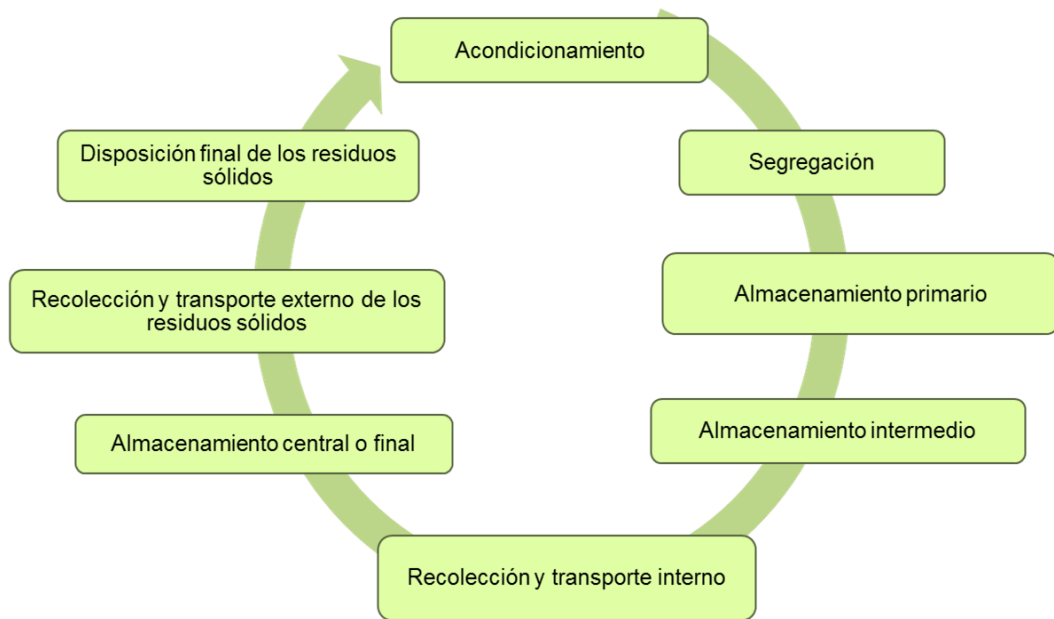 Acondicionamiento
Segregación
Almacenamiento primario
Almacenamiento intermedio
Recolección y transporte interno
Almacenamiento central o final
Recolección y transporte externo de los
residuos sólidos
Disposición final de los residuos
sólidos